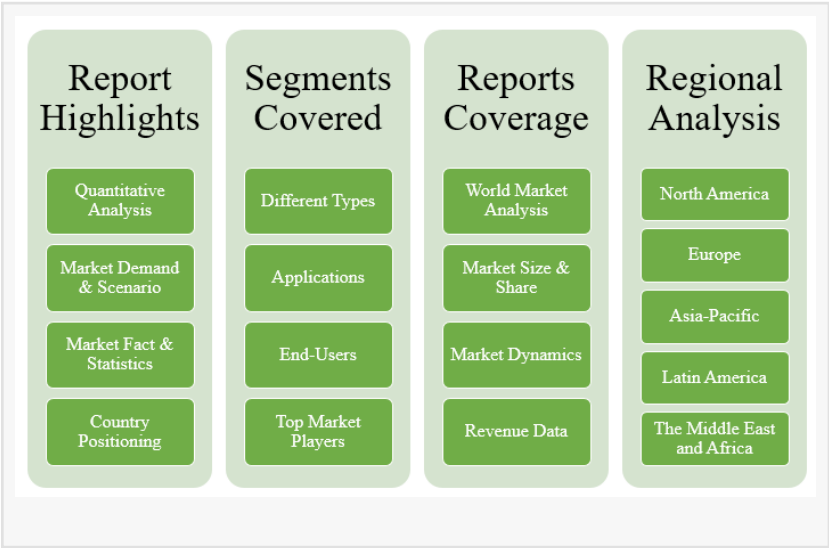 Report
Highlights
Quantitative
Analysis
Market Demand
& Scenario
Market Fact &
Statistics
Country
Positioning
Segments
Covered
Different Types
Applications
End-Users
Top Market
Players
Reports
Coverage
World Market
Analysis
Market Size &
Share
Market Dynamics
Revenue Data
Regional
Analysis
North America
Europe
Asia-Pacific
Latin America
The Middle East
and Africa